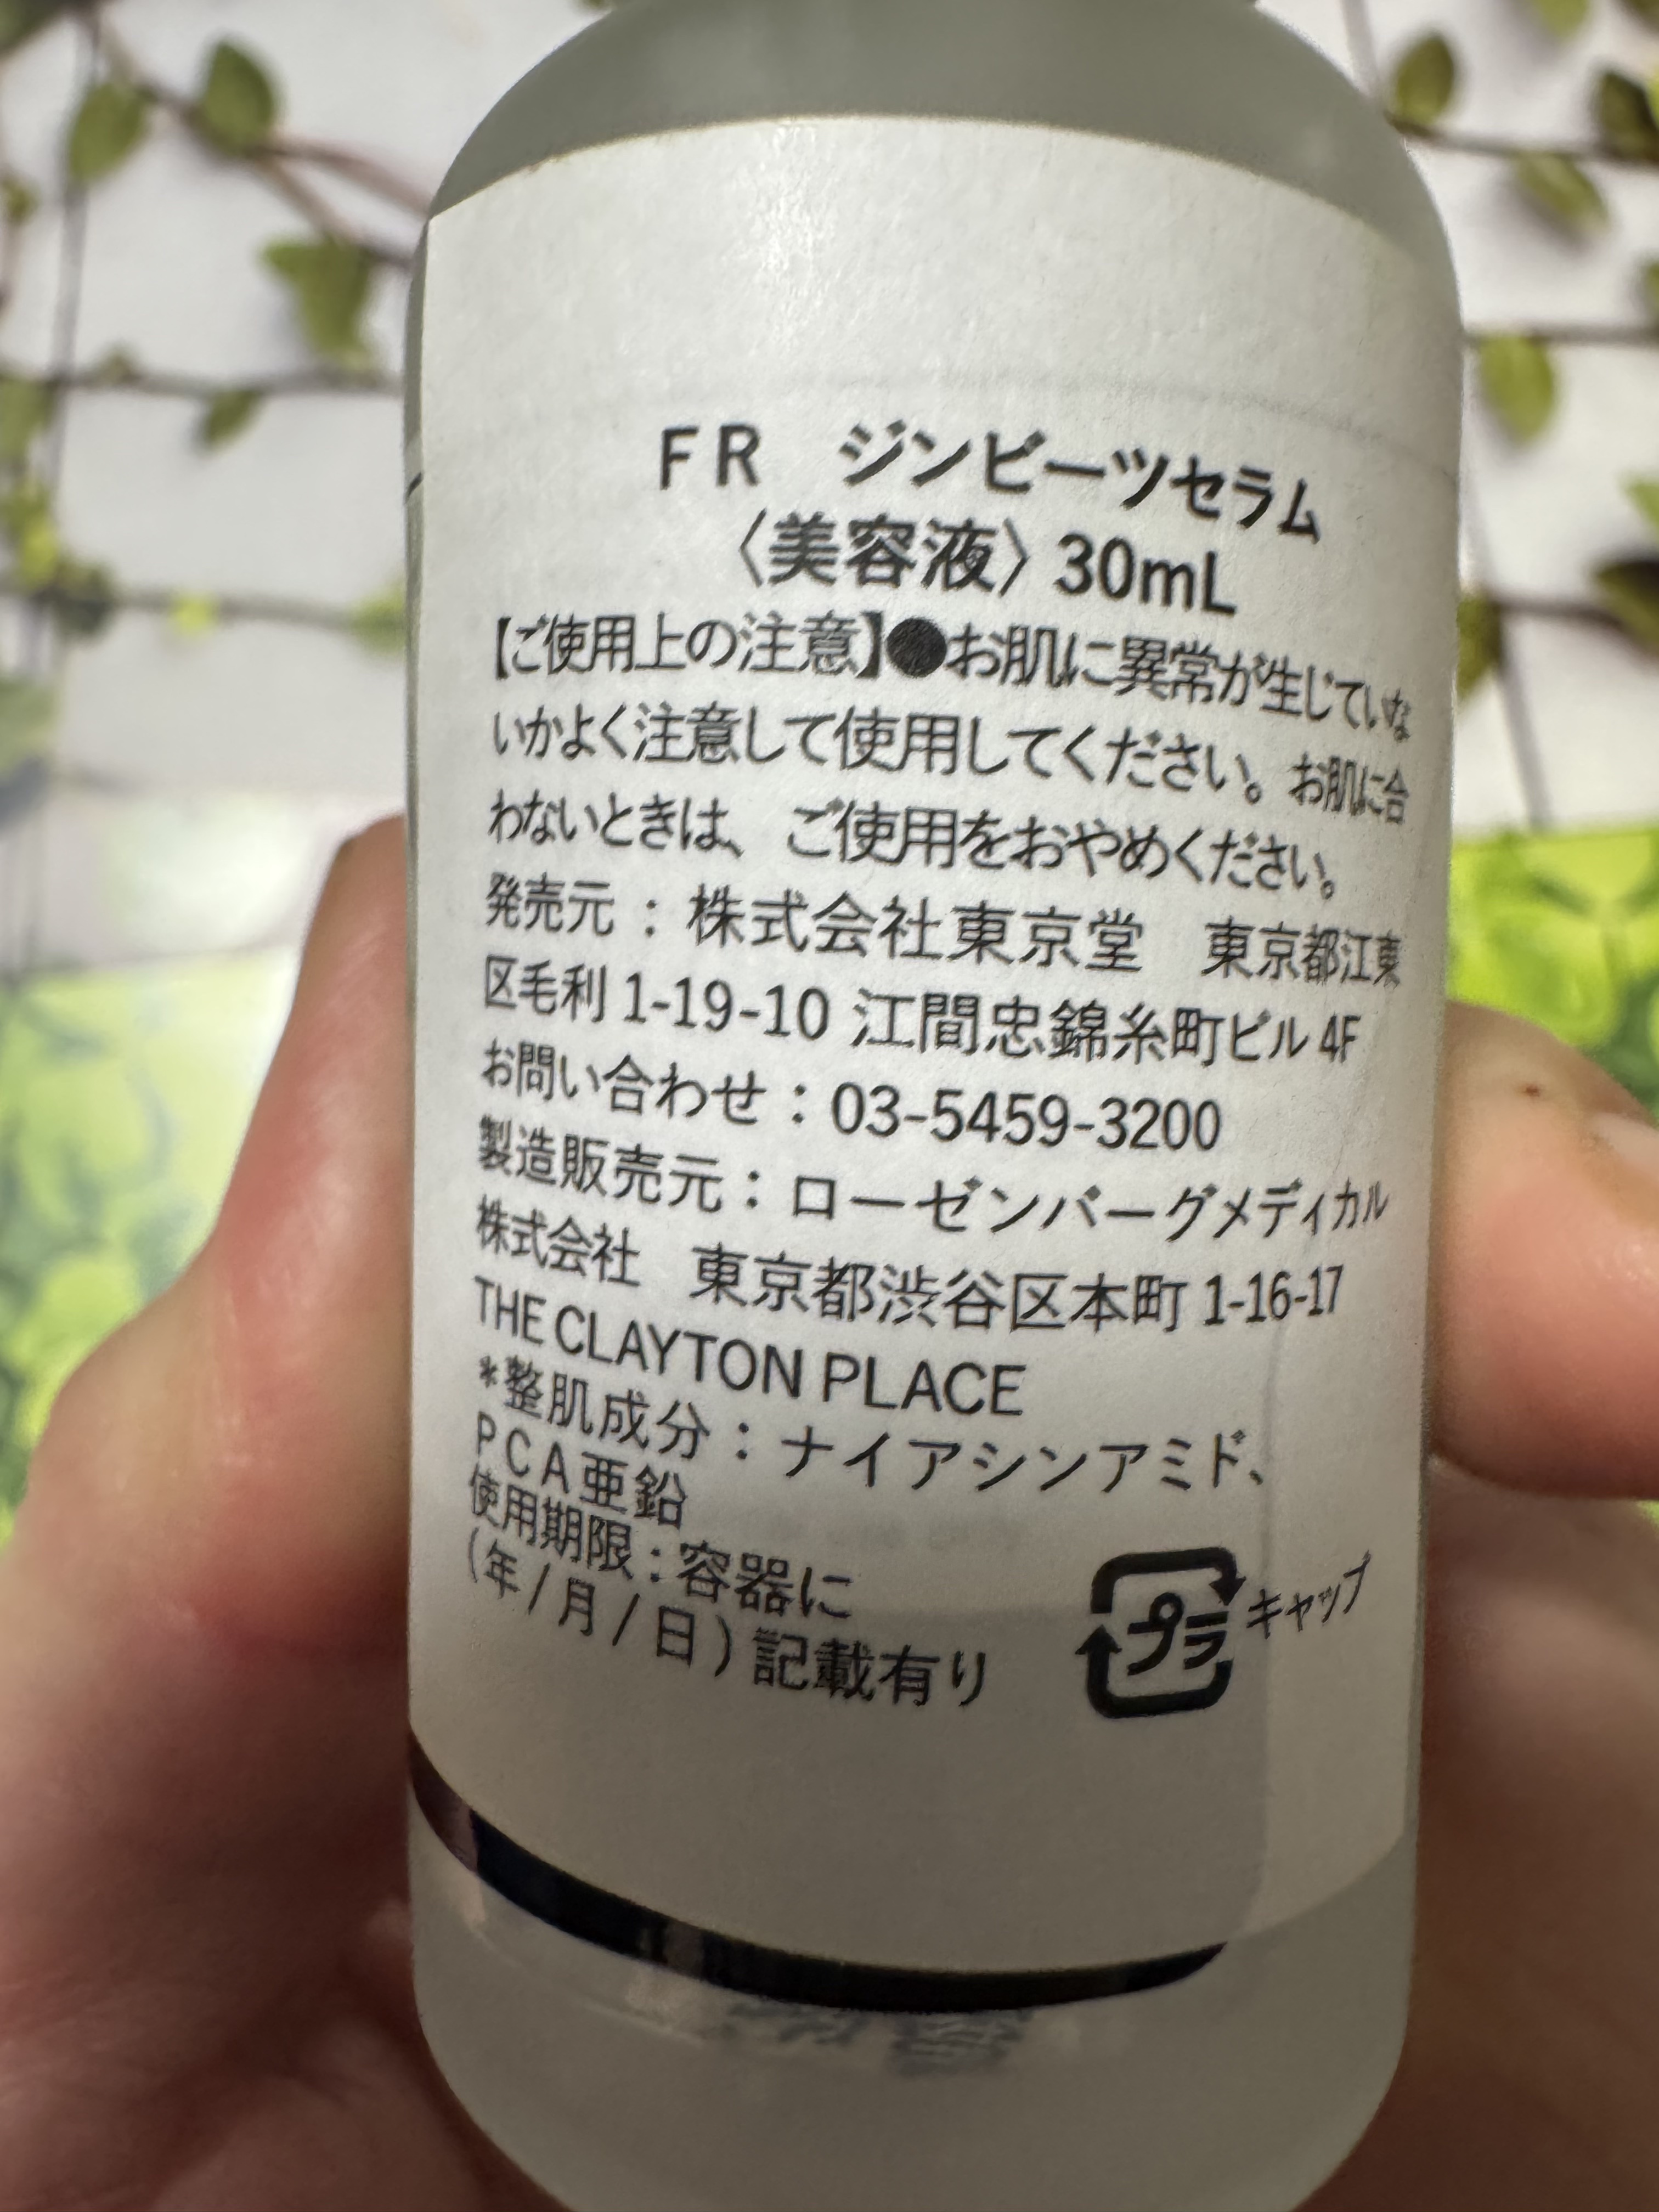 FR ジンビーツセラム
〈美容液〉30mL
【ご使用上の注意】●お肌に異常が生じていな
いかよく注意して使用してください。お肌に合
わないときは、ご使用をおやめください。
発売元:株式会社東京堂 東京都江東
区毛利1-19-10 江間忠錦糸町ビル4F
お問い合わせ:03-5459-3200
製造販売元:ローゼンバーグメディカル
株式会社 東京都渋谷区本町1-16-17
THE CLAYTON PLACE
*整肌成分:ナイアシンアミド、
PCA亜鉛
使用期限:容器に
(年/月/日)記載有り
プラ キャップ